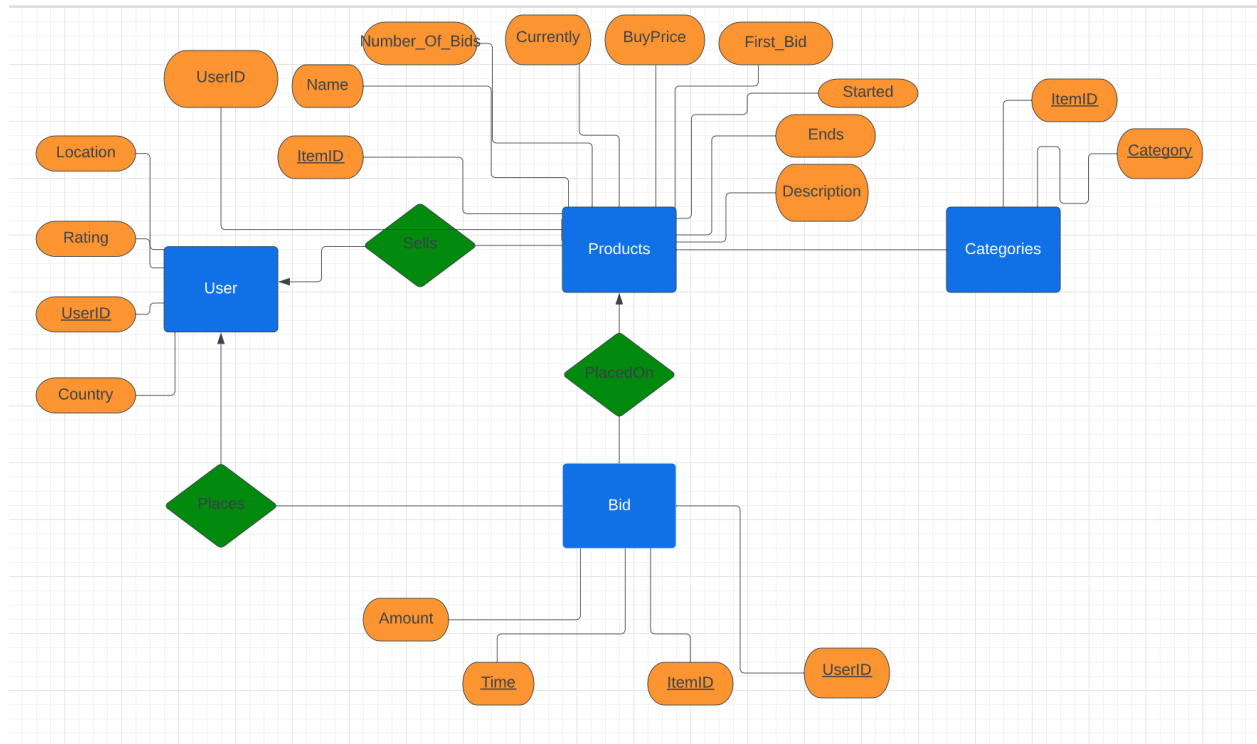 Number_Of_Bids
Currently
BuyPrice
First_Bid
UserID
Name
Started
ItemID
Ends
Location
ItemID
Category
Description
Rating
Sells
Products
Categories
User
UserID
PlacedOn
Country
Places
Bid
Amount
Time
ItemID
UserID